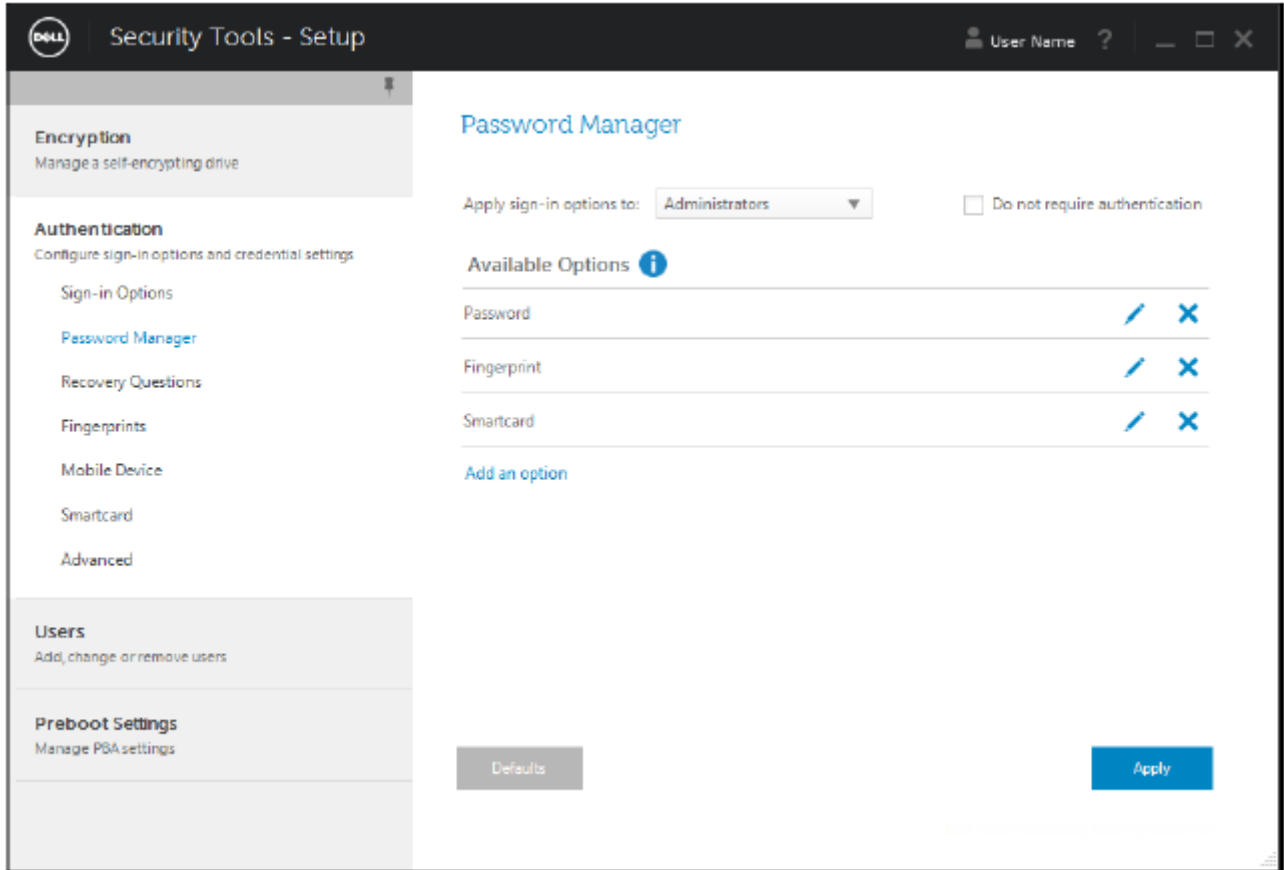 DELL
Security Tools - Setup
User Name ?
Encryption
Manage a self-encrypting drive
Authentication
Configure sign-in options and credential settings
Sign-in Options
Password Manager
Recovery Questions
Fingerprints
Mobile Device
Smartcard
Advanced
Users
Add, change or remove users
Preboot Settings
Manage PBA settings
Password Manager
Apply sign-in options to: Administrators
Do not require authentication
Available Options i
Password
Fingerprint
Smartcard
Add an option
Defaults
Apply